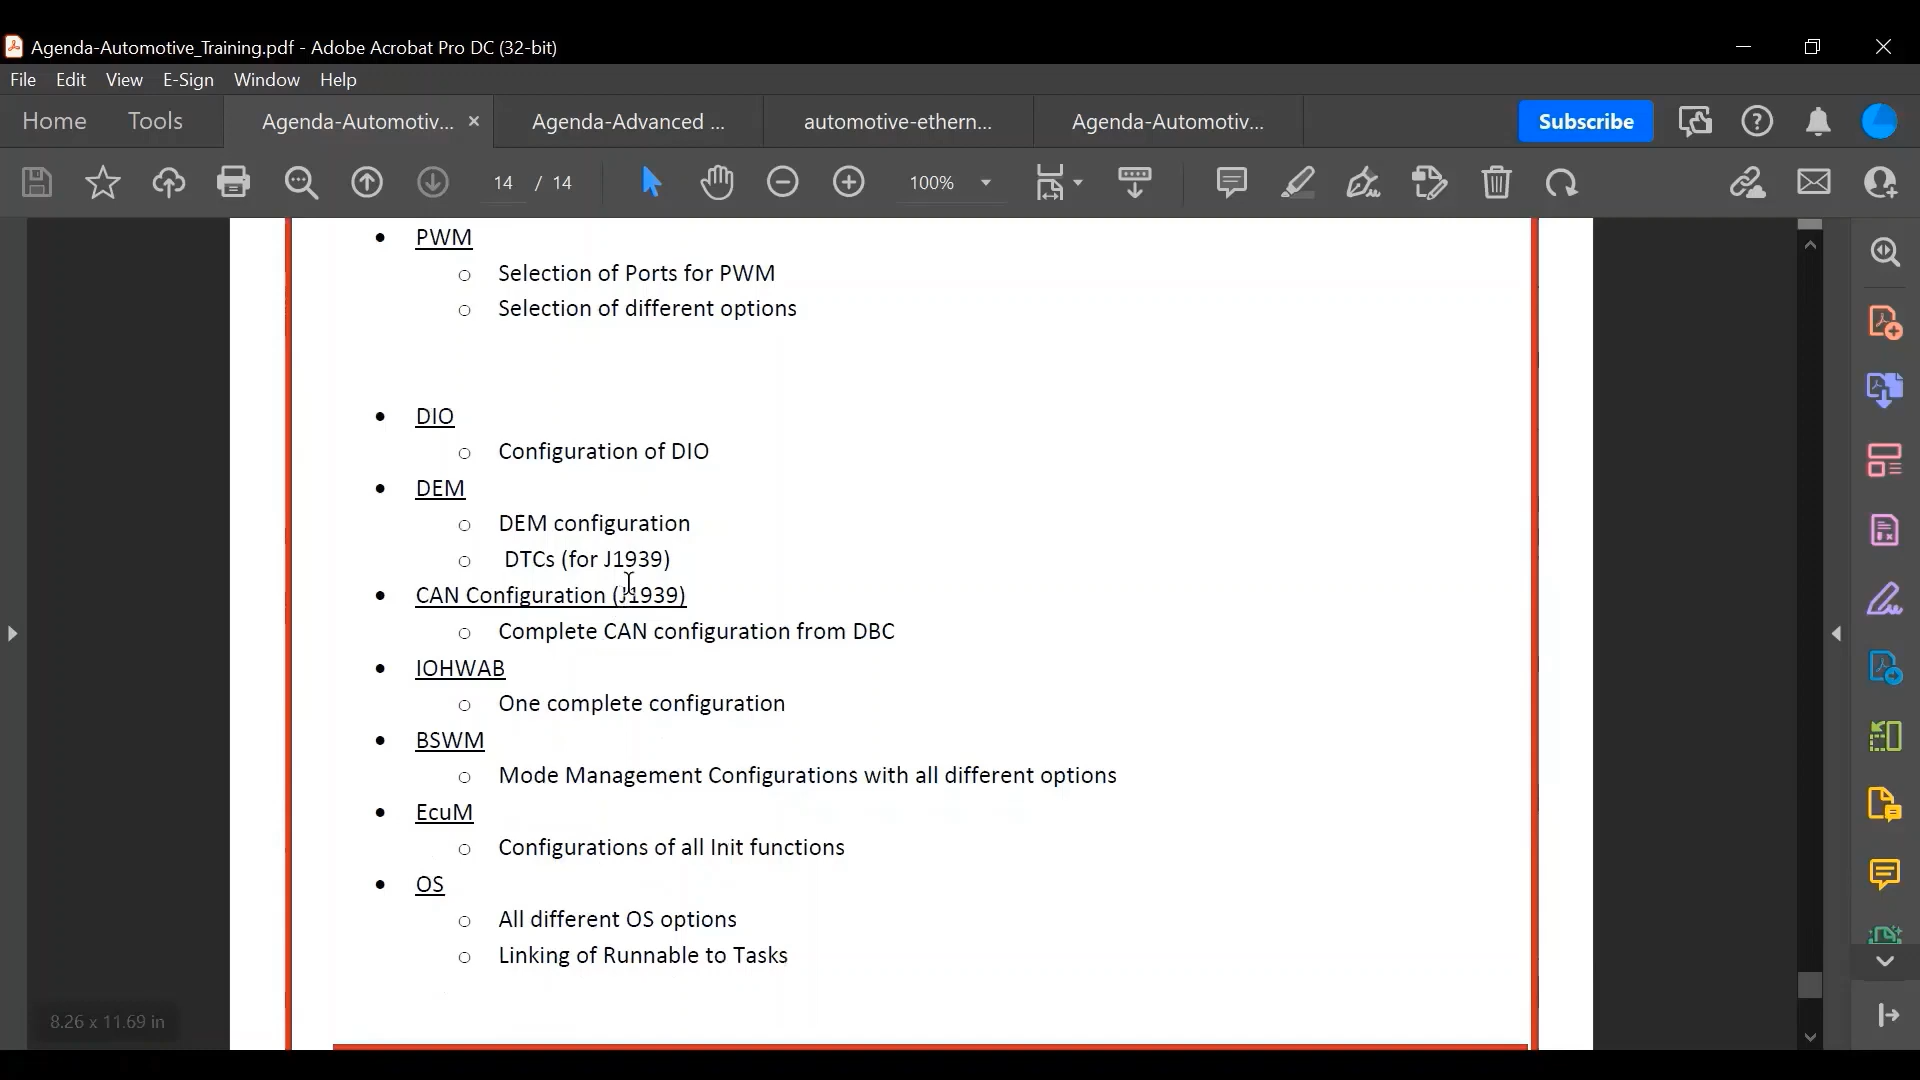 Agenda-Automotive_Training.pdf - Adobe Acrobat Pro DC (32-bit)
File Edit View E-Sign Window Help
Home Tools Agenda-Automotiv... × Agenda-Advanced ... automotive-ethern... Agenda-Automotiv... Subscribe
14 / 14 100%
• PWM
o Selection of Ports for PWM
o Selection of different options
• DIO
o Configuration of DIO
• DEM
o DEM configuration
o DTCs (for J1939)
• CAN Configuration (J1939)
o Complete CAN configuration from DBC
• IOHWAB
o One complete configuration
• BSWM
o Mode Management Configurations with all different options
• EcuM
o Configurations of all Init functions
• OS
o All different OS options
o Linking of Runnable to Tasks
8.26 x 11.69 in